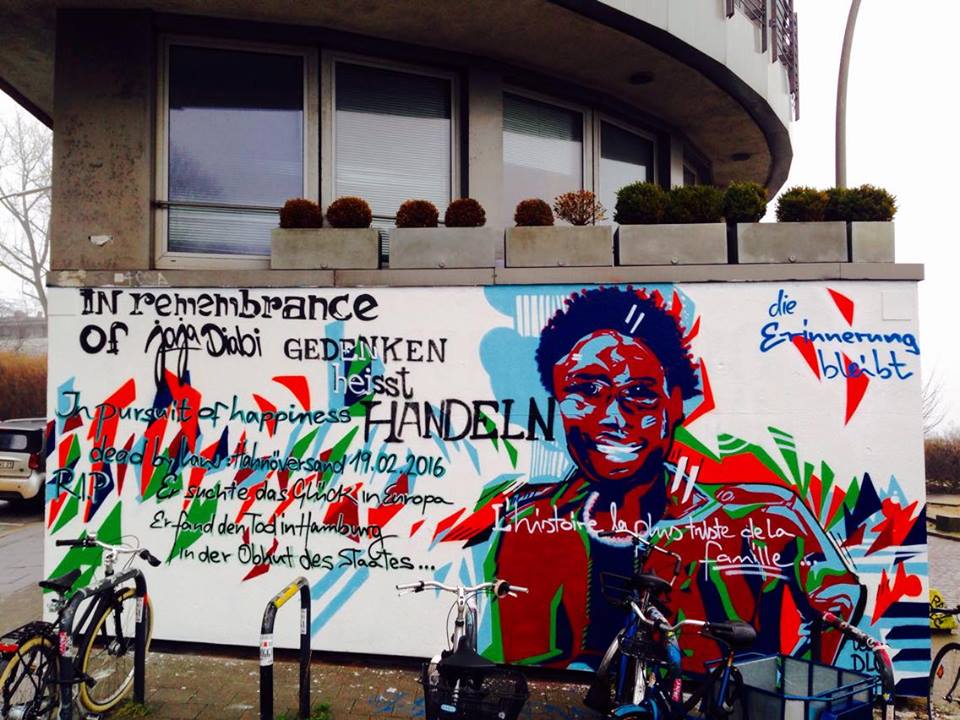 IN remembrance
OF jaja Diabi
GEDENKEN
heisst
HANDELN
In pursuit of happiness
dead by law: Hahnöversand 19.02.2016
R.I.P
Er suchte das Glück in Europa
Er fand den Tod in Hamburg
in der Obhut des Staates...
die
Erinnerung
bleibt
L'histoire la plus triste de la
famille...